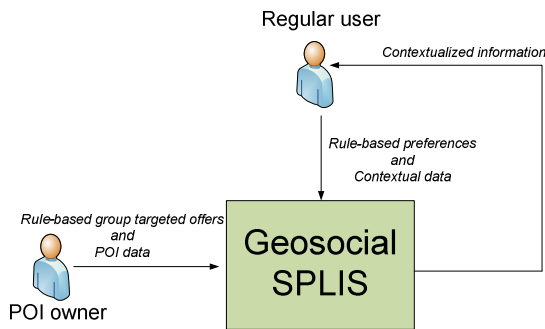 Regular user
Contextualized information
Rule-based preferences
and
Contextual data
Rule-based group targeted offers
and
POI data
Geosocial
SPLIS
POI owner